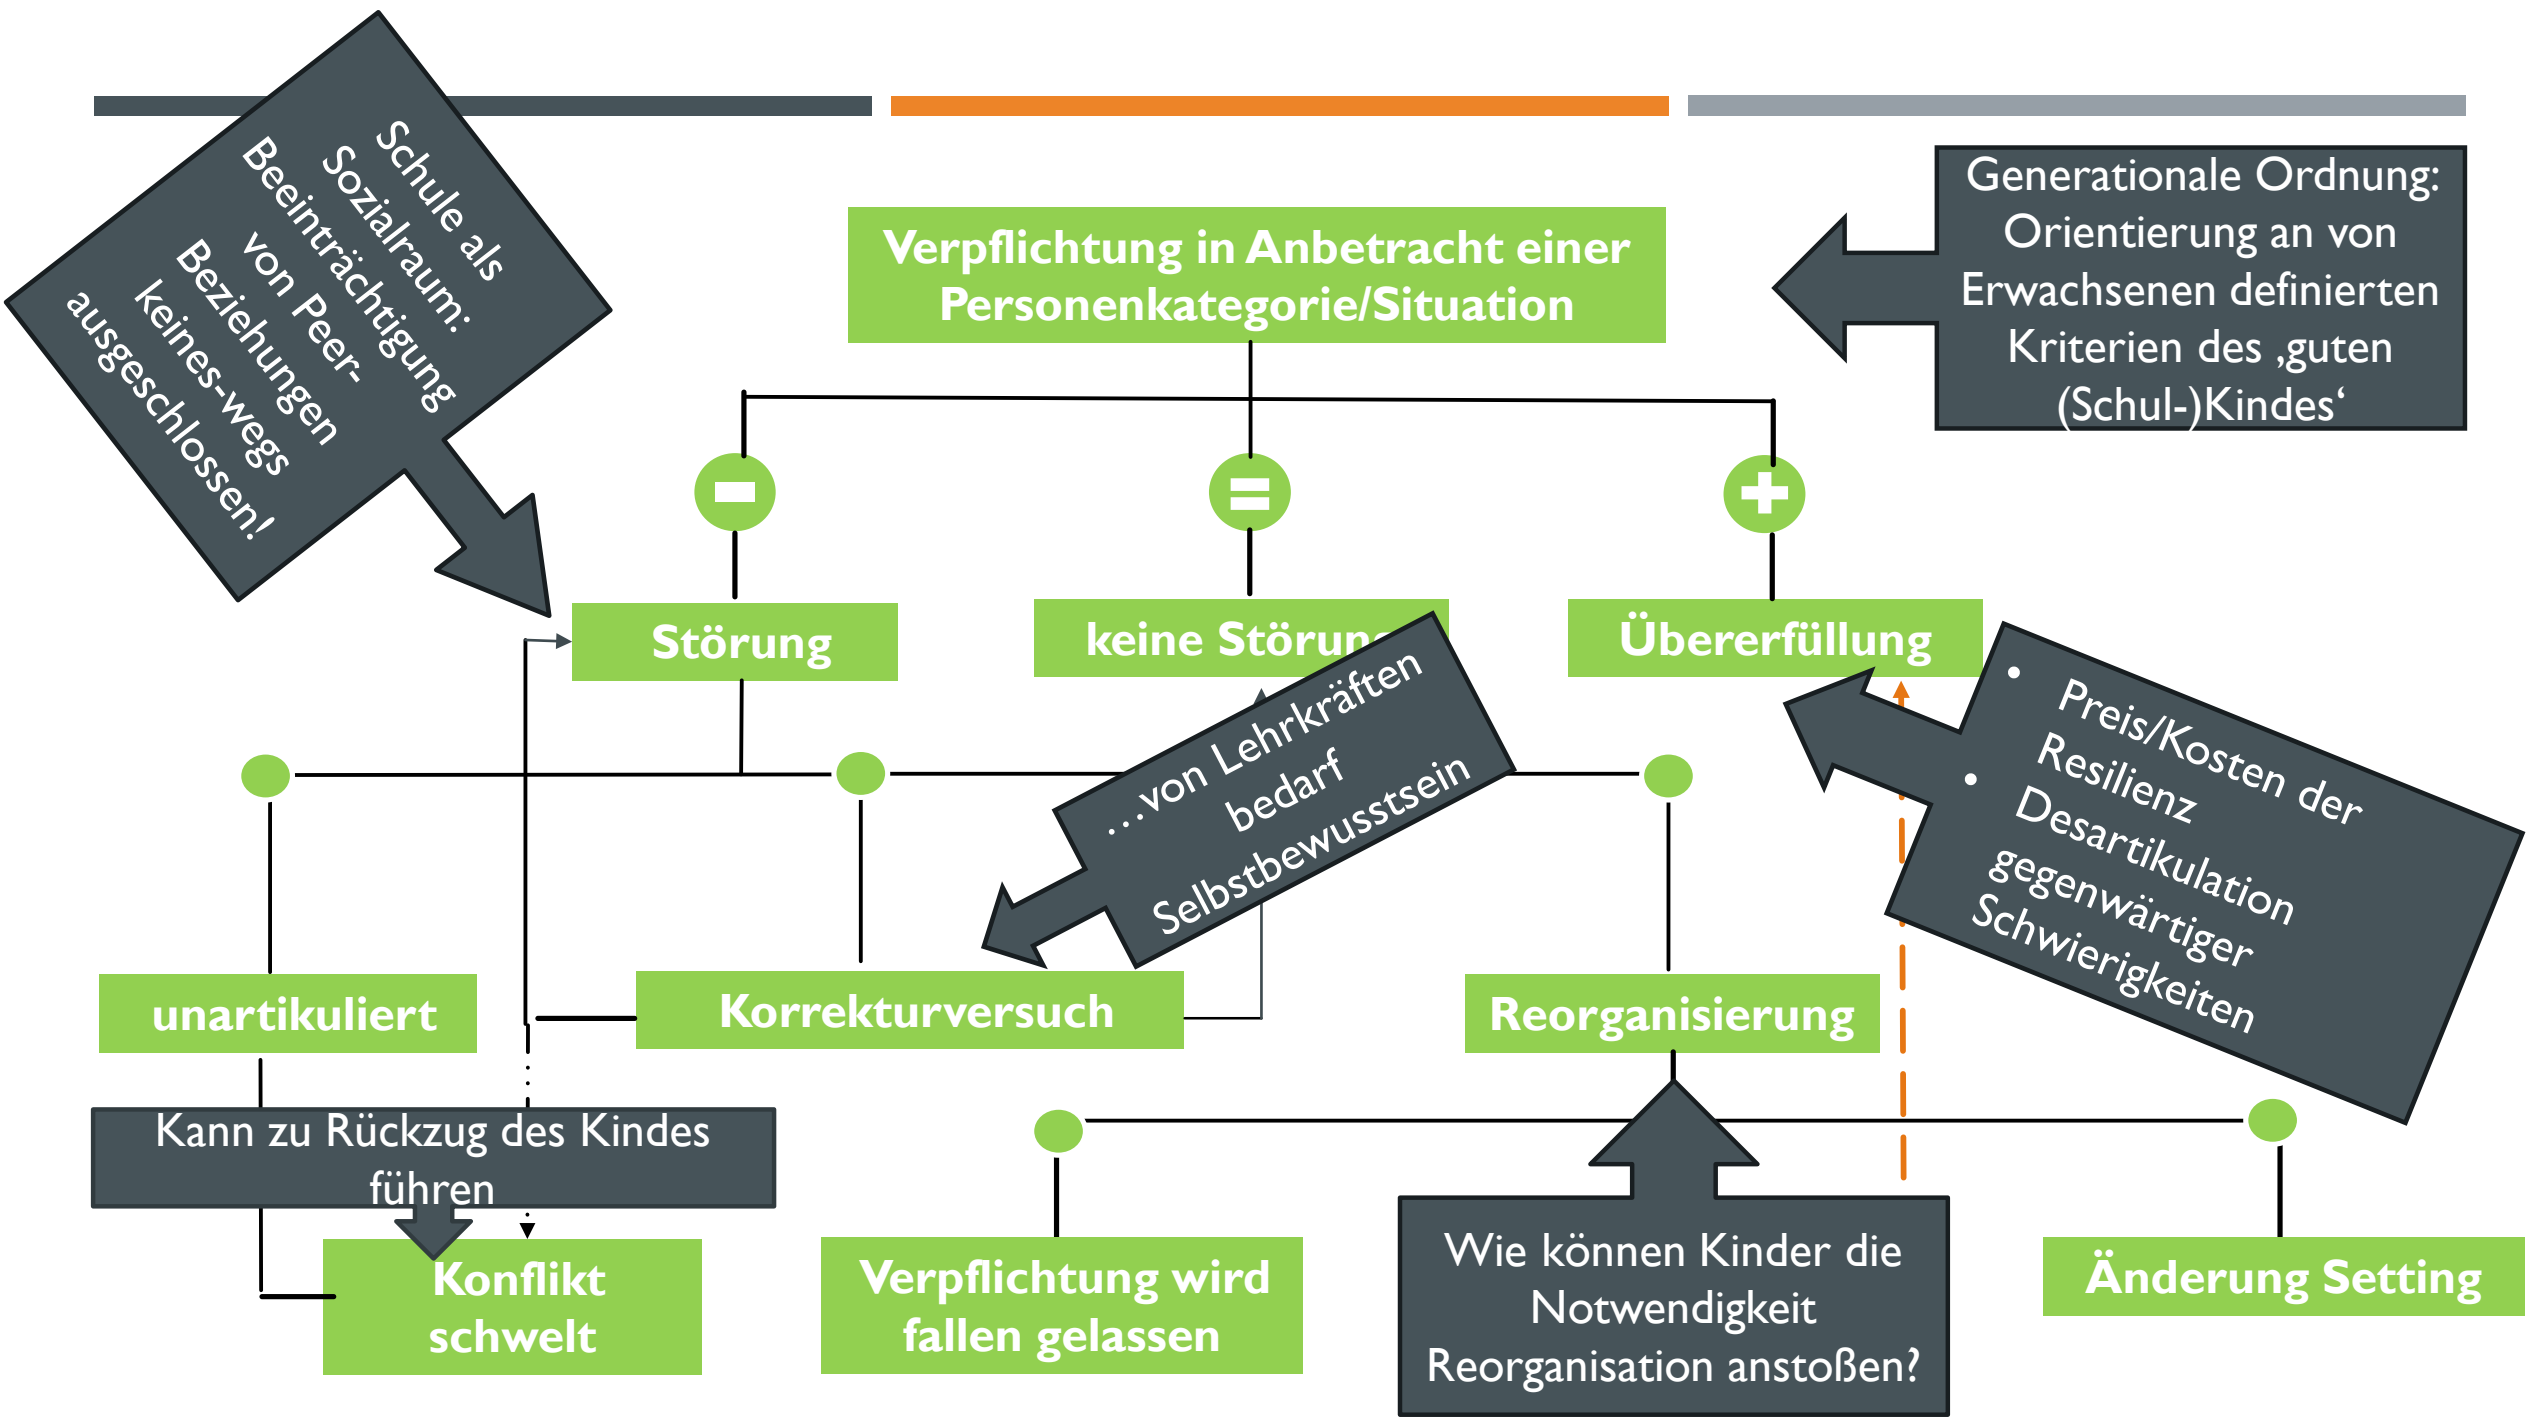 Schule als
Sozialraum:
Beeinträchtigung
von Peer-
Beziehungen
keines-wegs
ausgeschlossen!
Generationale Ordnung:
Orientierung an von
Erwachsenen definierten
Kriterien des ‚guten
(Schul-)Kindes‘
Verpflichtung in Anbetracht einer
Personenkategorie/Situation
Störung
keine Störung
Übererfüllung
…von Lehrkräften
bedarf
Selbstbewusstsein
• Preis/Kosten der
Resilienz
• Desartikulation
gegenwärtiger
Schwierigkeiten
unartikuliert
Korrekturversuch
Reorganisierung
Kann zu Rückzug des Kindes
führen
Konflikt
schwelt
Verpflichtung wird
fallen gelassen
Wie können Kinder die
Notwendigkeit
Reorganisation anstoßen?
Änderung Setting